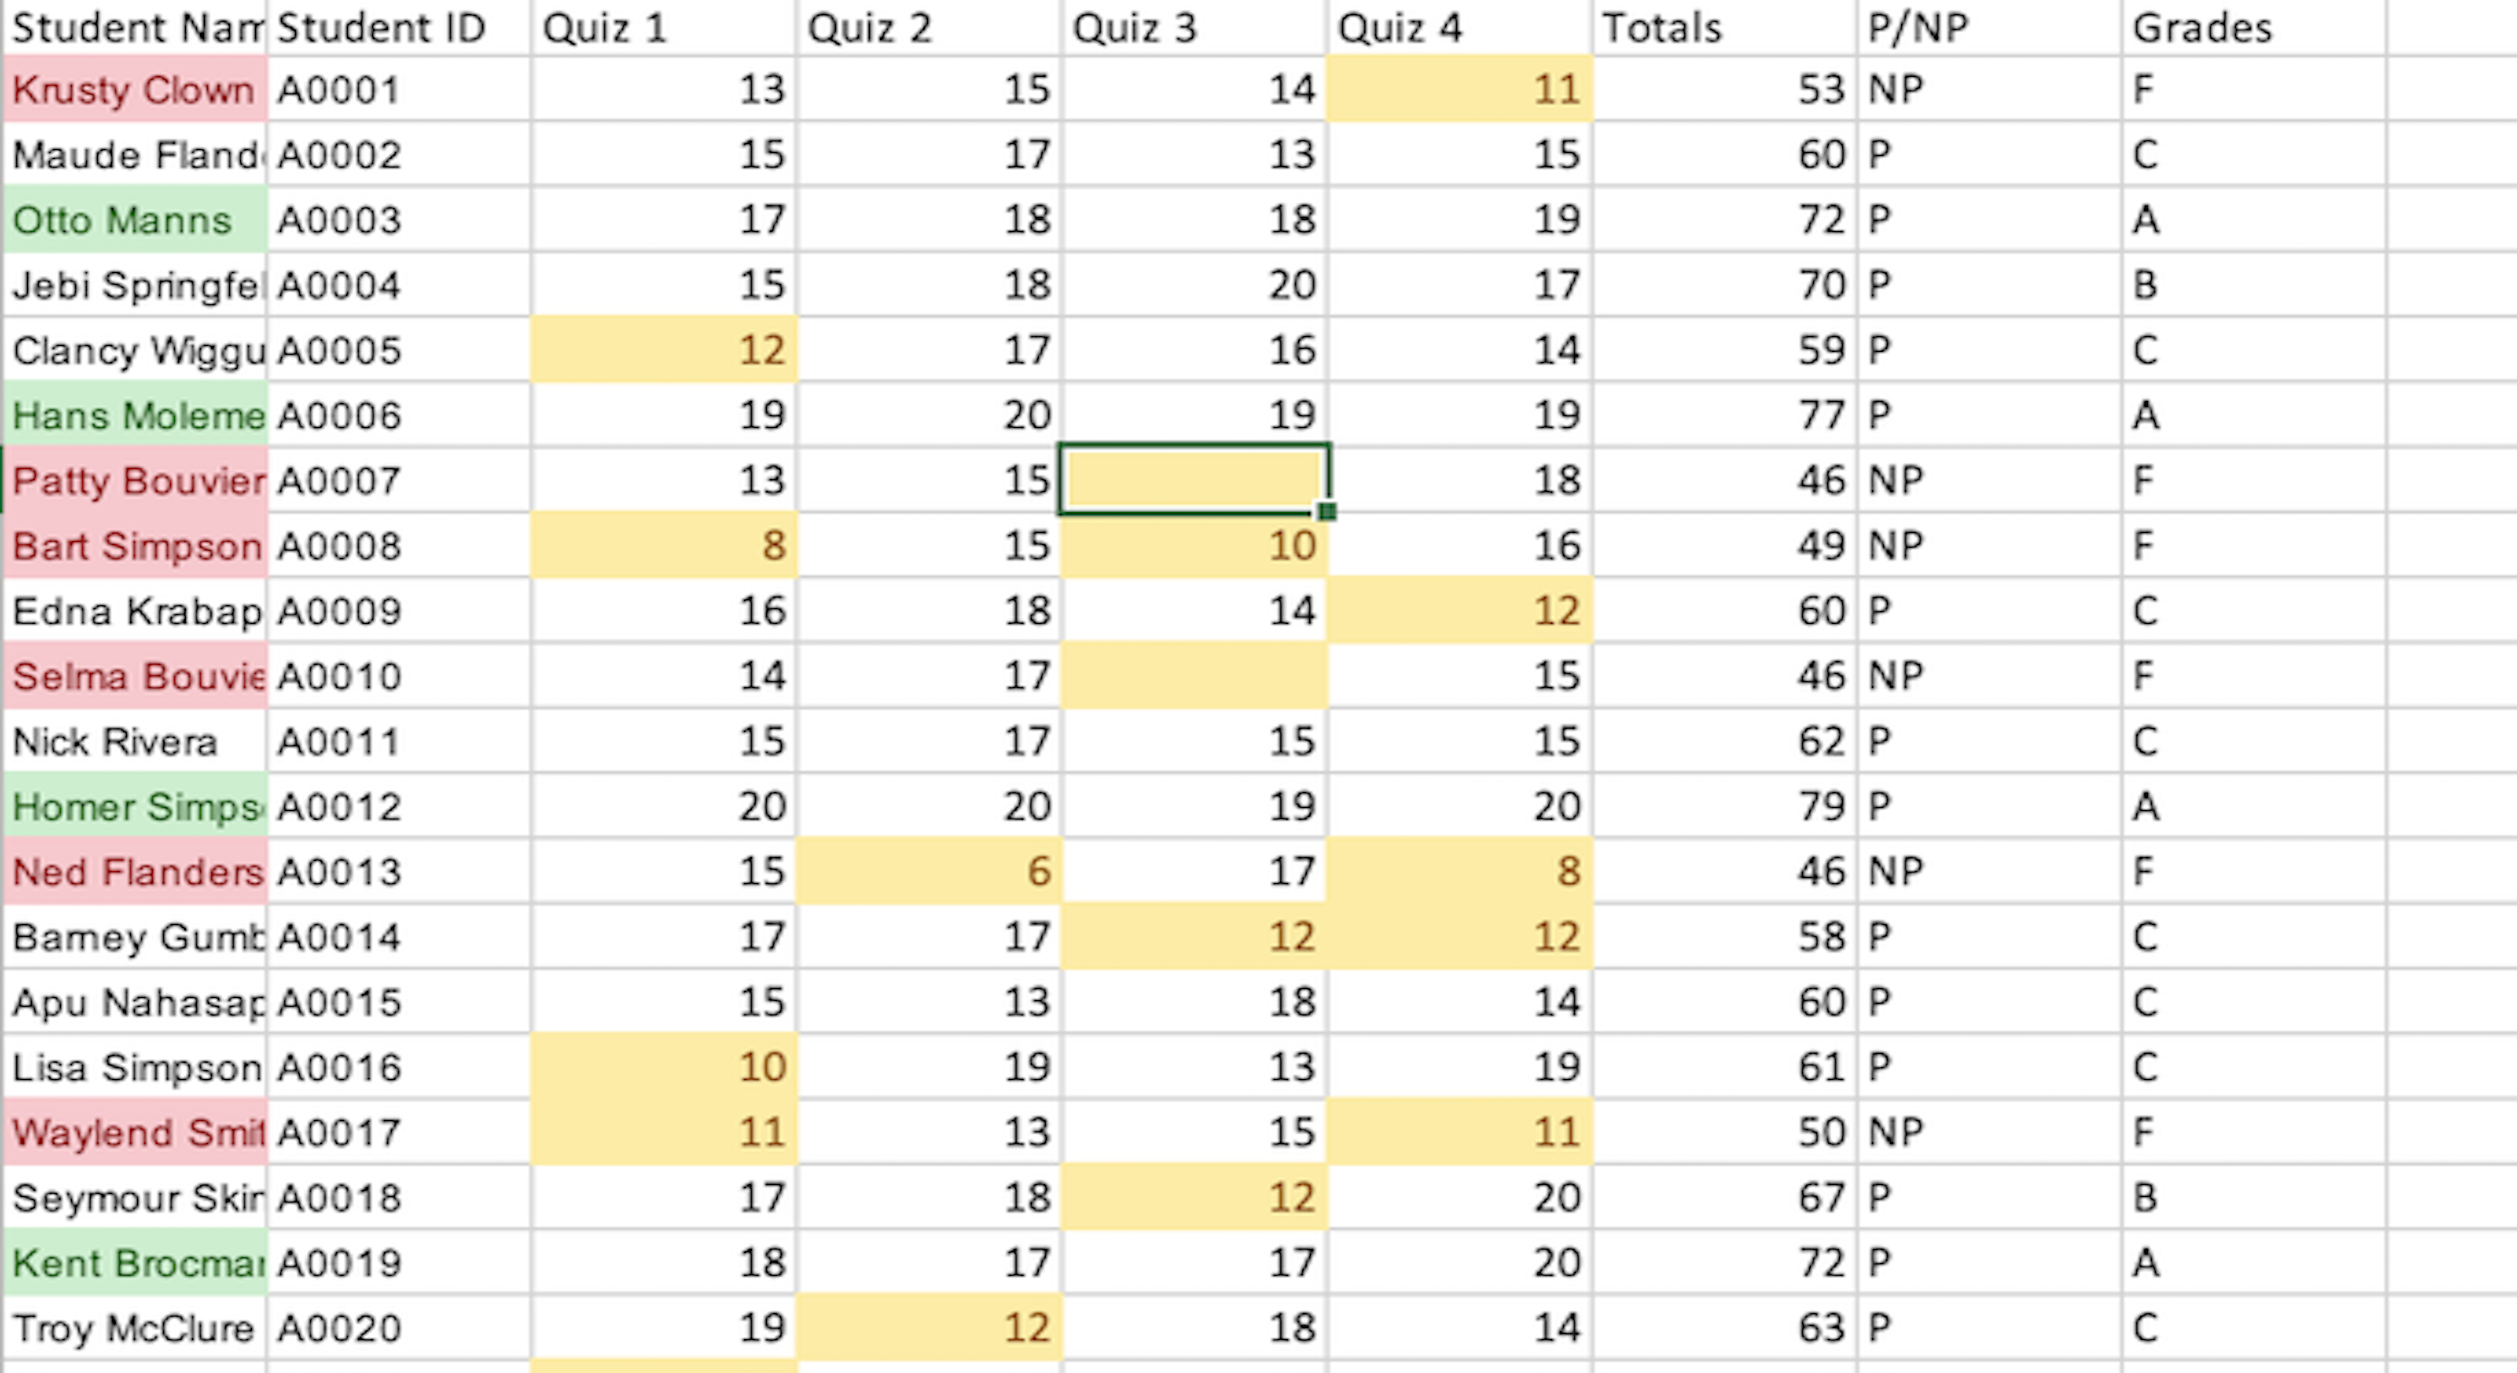 Student Nam Student ID Quiz 1 Quiz 2 Quiz 3 Quiz 4 Totals P/NP Grades
Krusty Clown A0001 13 15 14 11 53 NP F
Maude Fland A0002 15 17 13 15 60 P C
Otto Manns A0003 17 18 18 19 72 P A
Jebi Springfel A0004 15 18 20 17 70 P B
Clancy Wiggu A0005 12 17 16 14 59 P C
Hans Moleme A0006 19 20 19 19 77 P A
Patty Bouvier A0007 13 15 18 46 NP F
Bart Simpson A0008 8 15 10 16 49 NP F
Edna Krabap A0009 16 18 14 12 60 P C
Selma Bouvie A0010 14 17 15 46 NP F
Nick Rivera A0011 15 17 15 15 62 P C
Homer Simps A0012 20 20 19 20 79 P A
Ned Flanders A0013 15 6 17 8 46 NP F
Barney Gumb A0014 17 17 12 12 58 P C
Apu Nahasap A0015 15 13 18 14 60 P C
Lisa Simpson A0016 10 19 13 19 61 P C
Waylend Smit A0017 11 13 15 11 50 NP F
Seymour Skin A0018 17 18 12 20 67 P B
Kent Brocman A0019 18 17 17 20 72 P A
Troy McClure A0020 19 12 18 14 63 P C